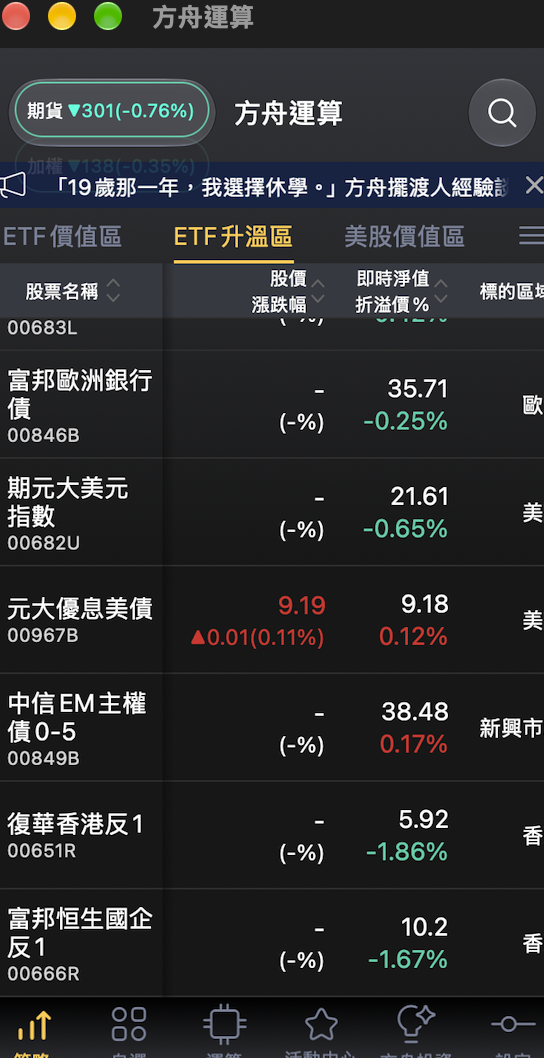 方舟運算
期貨 ▼301(-0.76%)
方舟運算
加權 ▼138(-0.35%)
「19歲那一年，我選擇休學。」方舟擺渡人經驗
ETF價值區
ETF升溫區
美股價值區
股票名稱
股價
漲跌幅
即時淨值
折溢價%
標的區域
00683L
(-%)
富邦歐洲銀行
債
00846B
-
(-%)
35.71
-0.25%
歐
期元大美元
指數
00682U
-
(-%)
21.61
-0.65%
美
元大優息美債
00967B
9.19
▲0.01(0.11%)
9.18
0.12%
美
中信EM主權
債0-5
00849B
-
(-%)
38.48
0.17%
新興市
復華香港反1
00651R
-
(-%)
5.92
-1.86%
香
富邦恒生國企
反1
00666R
-
(-%)
10.2
-1.67%
香